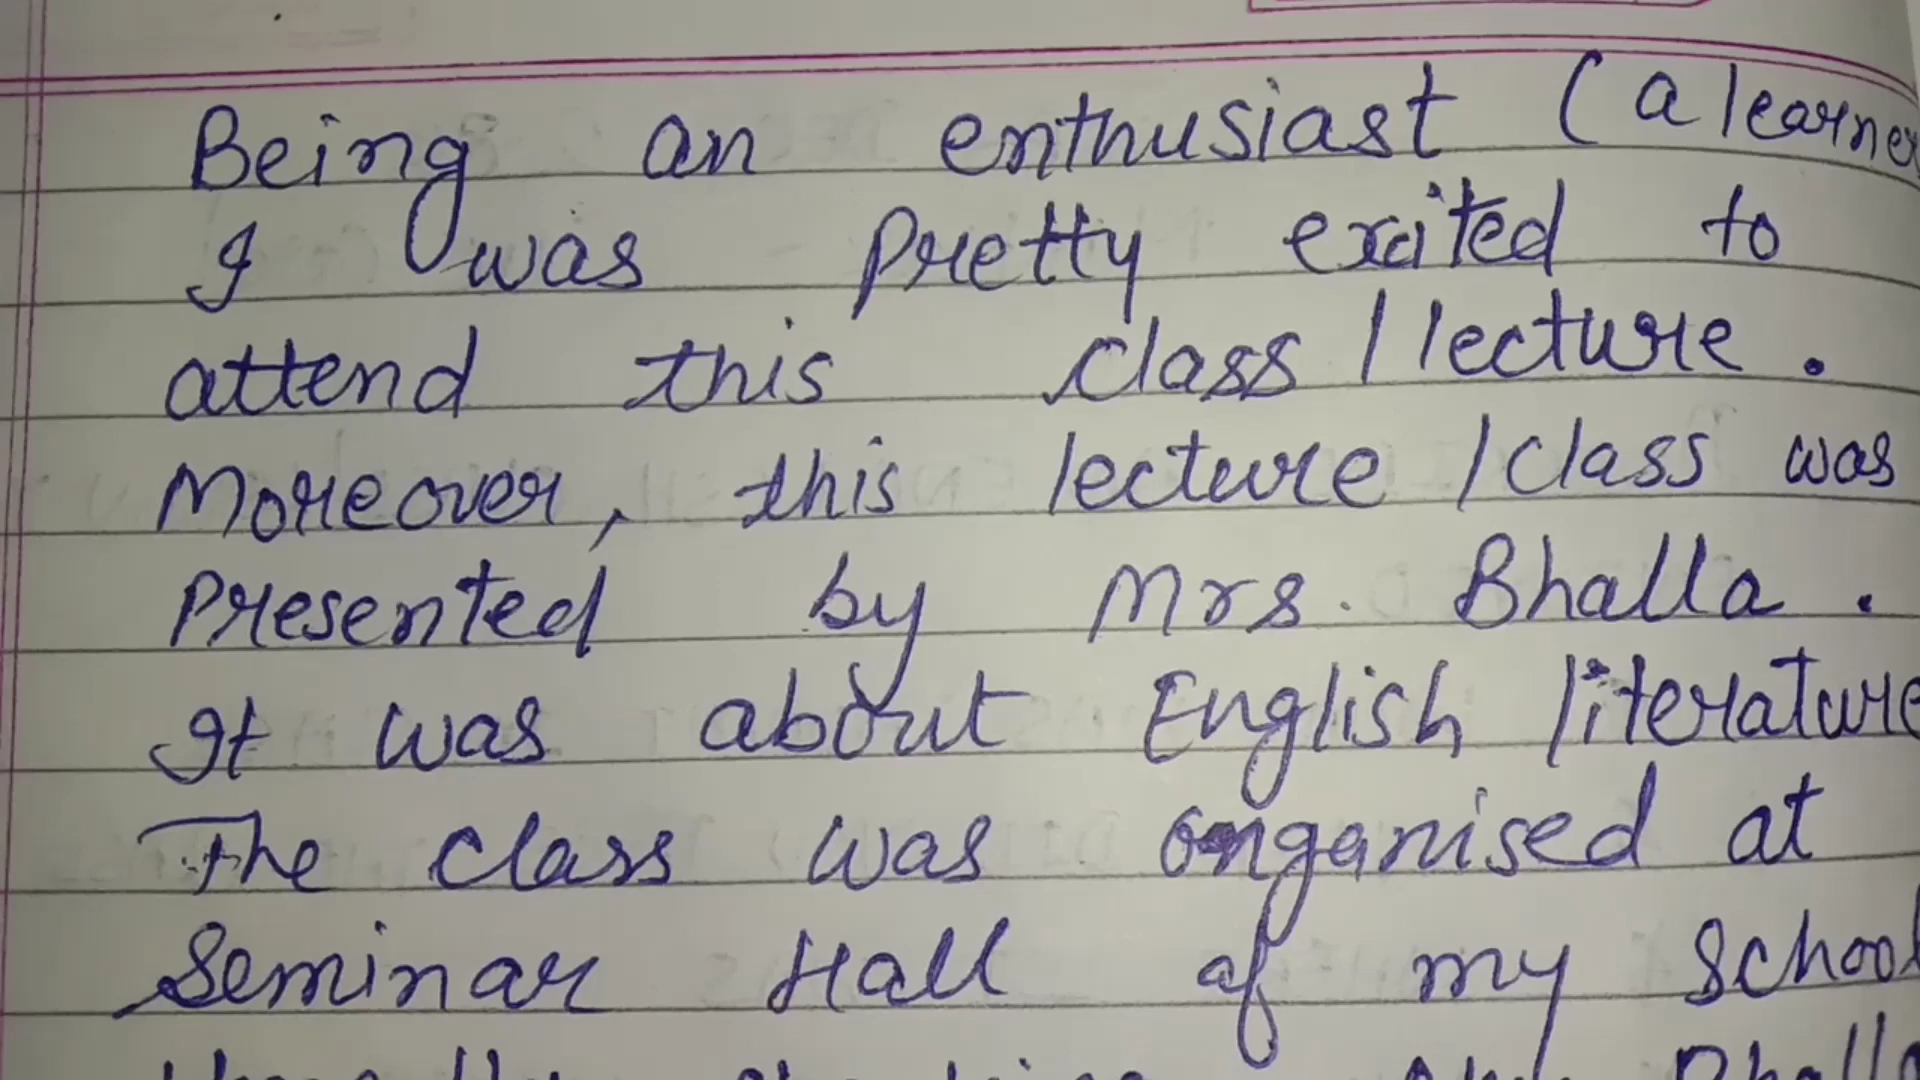 Being an enthusiast (a learner
I was pretty excited to
attend this class / lecture.
Moreover, this lecture / class was
presented by Mrs. Bhalla.
It was about English literature
The class was organised at
Seminar Hall of my school
Bhalla